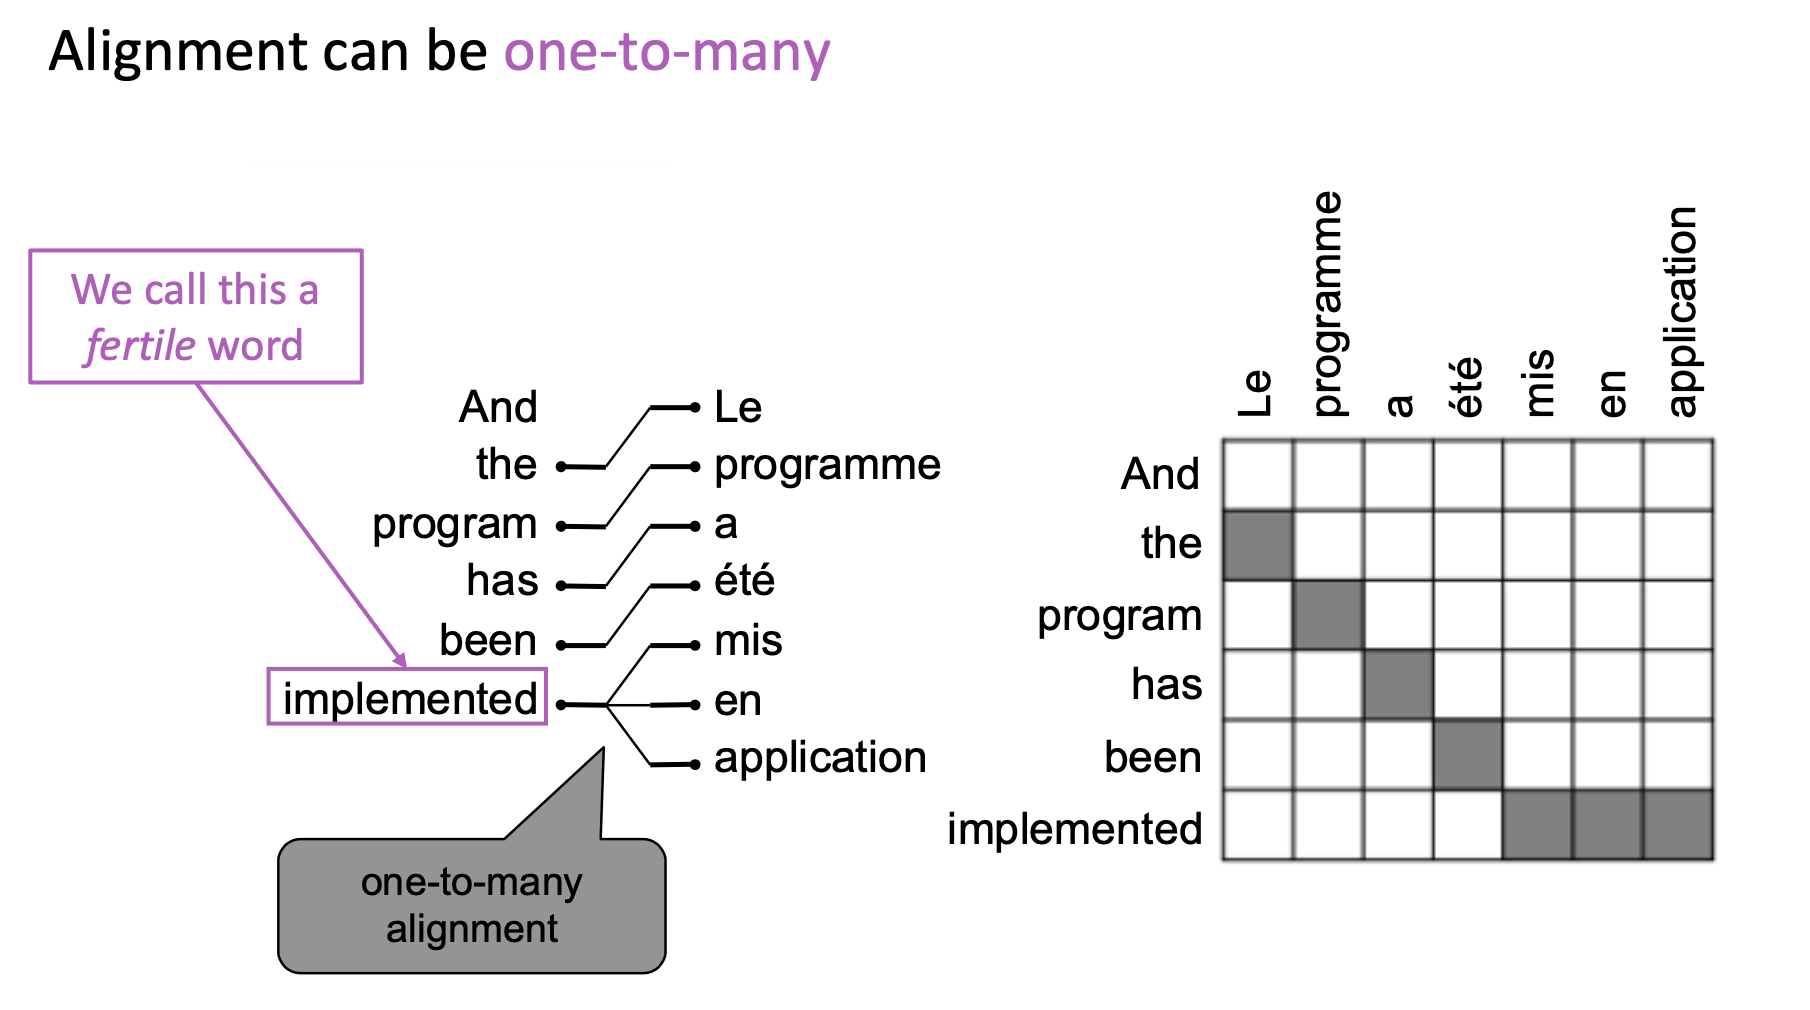 Alignment can be one-to-many
We call this a
fertile word
And
the
program
has
been
implemented
Le
programme
a
été
mis
en
application
one-to-many
alignment
Le
programme
a
été
mis
en
application
And
the
program
has
been
implemented